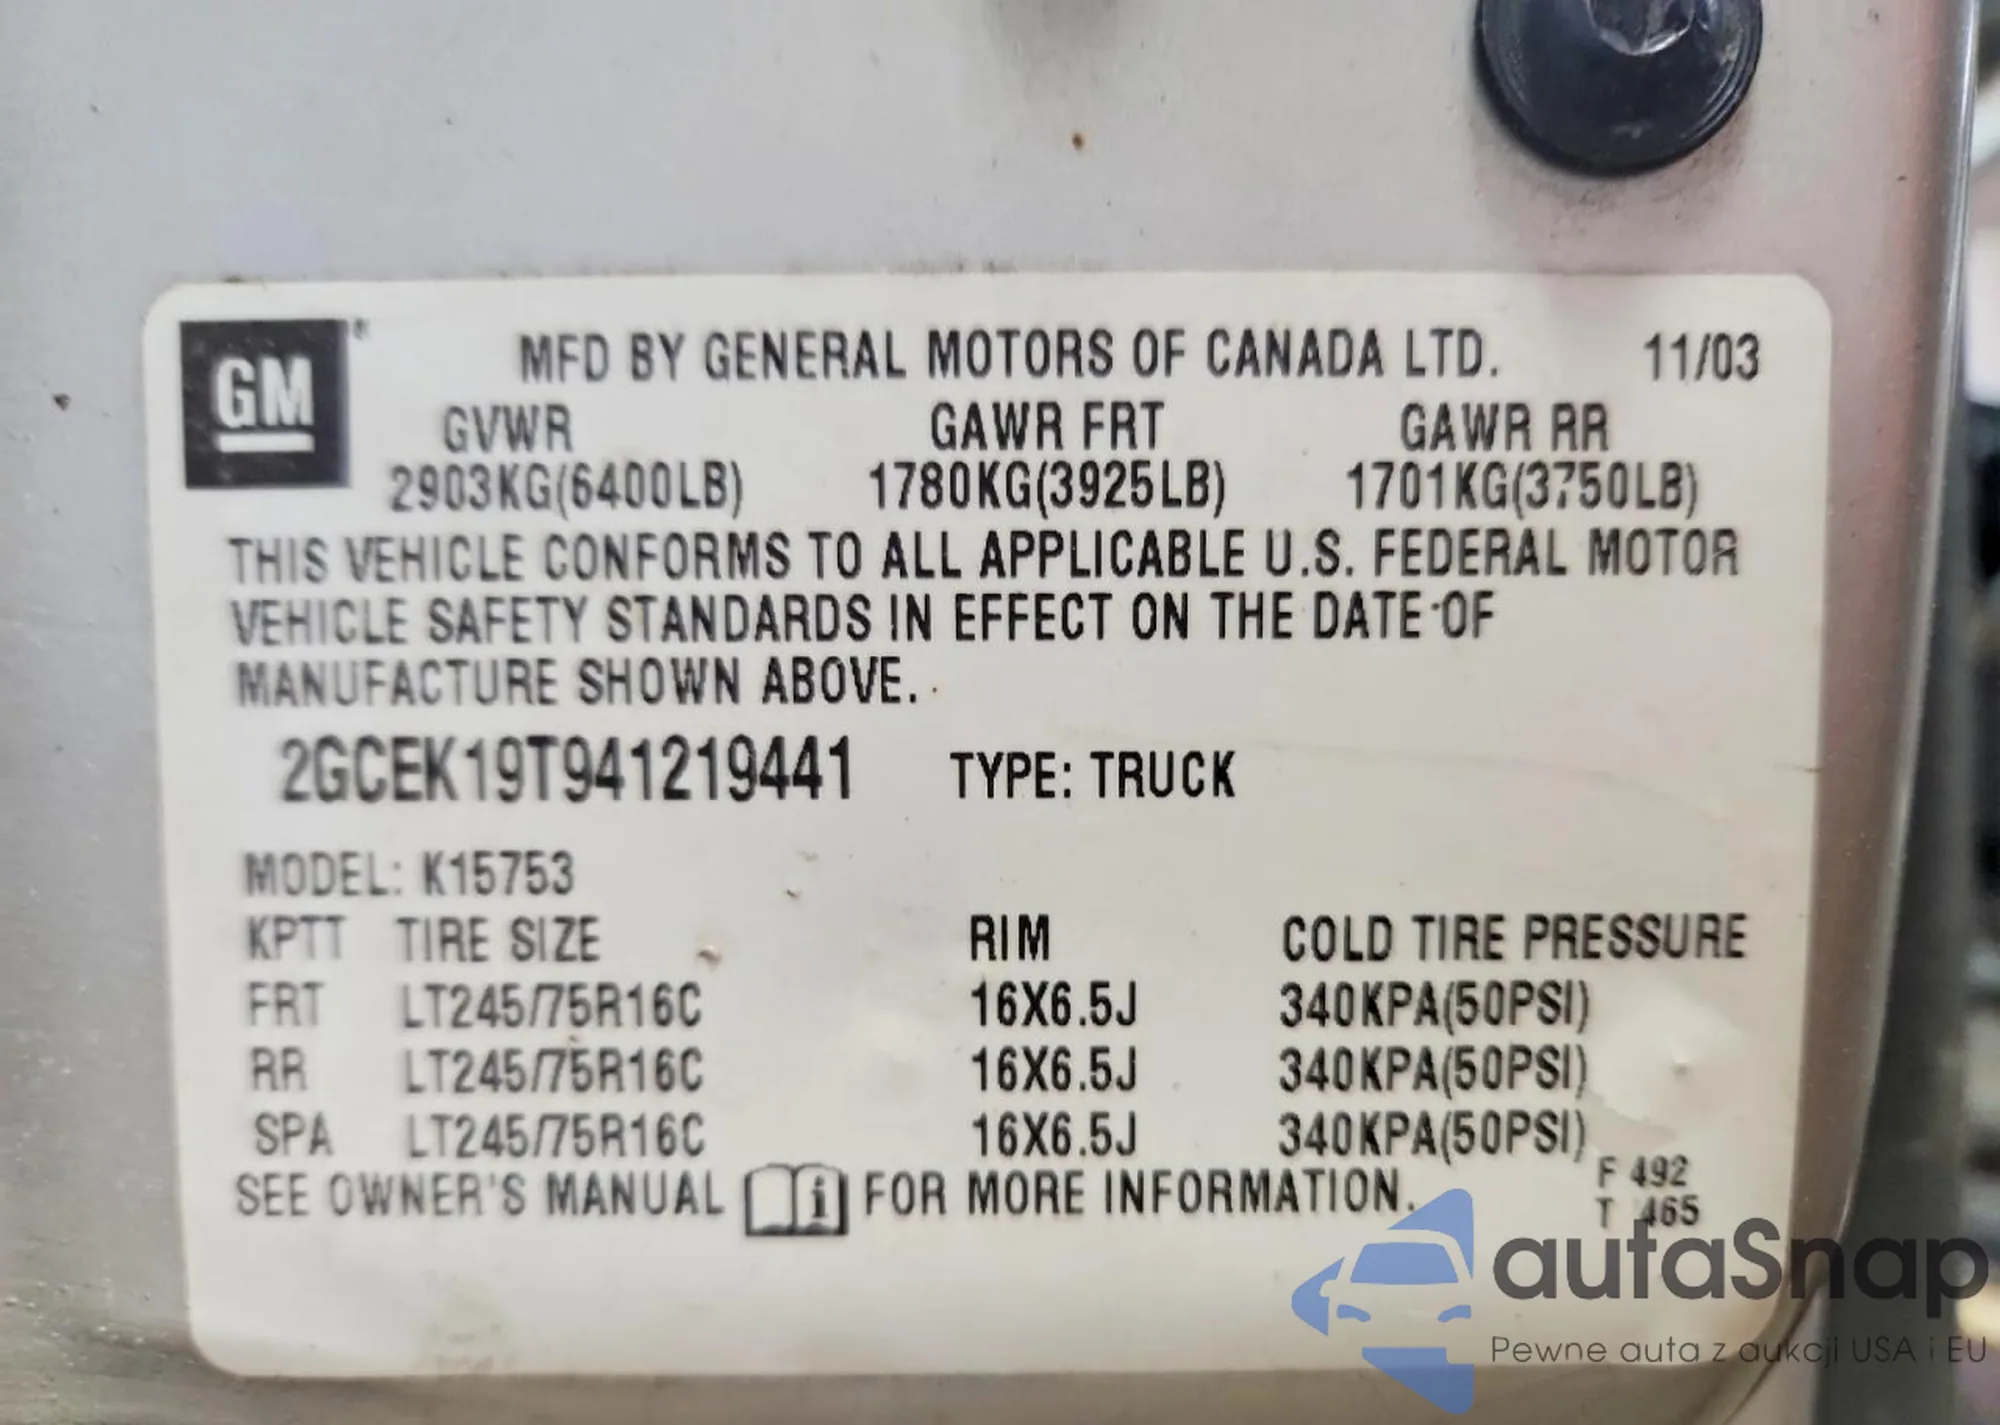 GM
MFD BY GENERAL MOTORS OF CANADA LTD. 11/03
GVWR GAWR FRT GAWR RR
2903KG(6400LB) 1780KG(3925LB) 1701KG(3750LB)
THIS VEHICLE CONFORMS TO ALL APPLICABLE U.S. FEDERAL MOTOR
VEHICLE SAFETY STANDARDS IN EFFECT ON THE DATE OF
MANUFACTURE SHOWN ABOVE.
2GCEK19T941219441 TYPE: TRUCK
MODEL: K15753
KPTT TIRE SIZE RIM COLD TIRE PRESSURE
FRT LT245/75R16C 16X6.5J 340KPA(50PSI)
RR LT245/75R16C 16X6.5J 340KPA(50PSI)
SPA LT245/75R16C 16X6.5J 340KPA(50PSI)
SEE OWNER'S MANUAL i FOR MORE INFORMATION.
F 492
T 465
autaSnap
Pewne auta z aukcji USA i EU